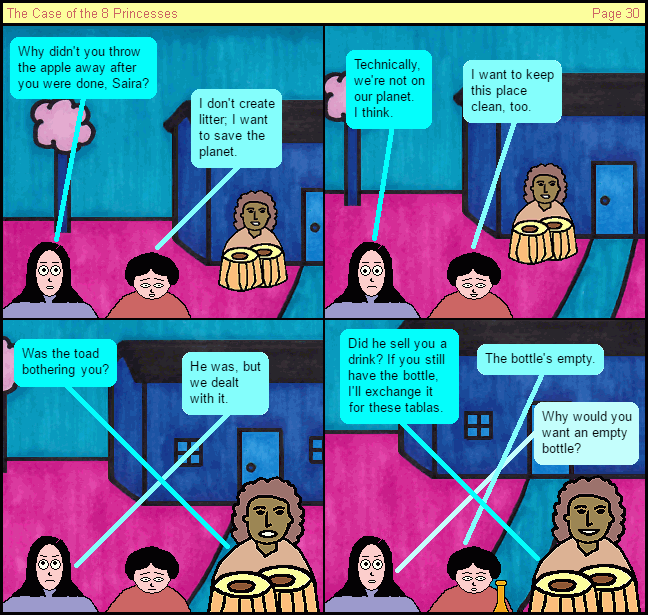 The Case of the 8 Princesses
Page 30
Why didn't you throw
the apple away after
you were done, Saira?
I don't create
litter; I want
to save the
planet.
Technically,
we're not on
our planet.
I think.
I want to keep
this place
clean, too.
Was the toad
bothering you?
He was, but
we dealt
with it.
Did he sell you a
drink? If you still
have the bottle,
I'll exchange it
for these tablas.
The bottle's empty.
Why would you
want an empty
bottle?